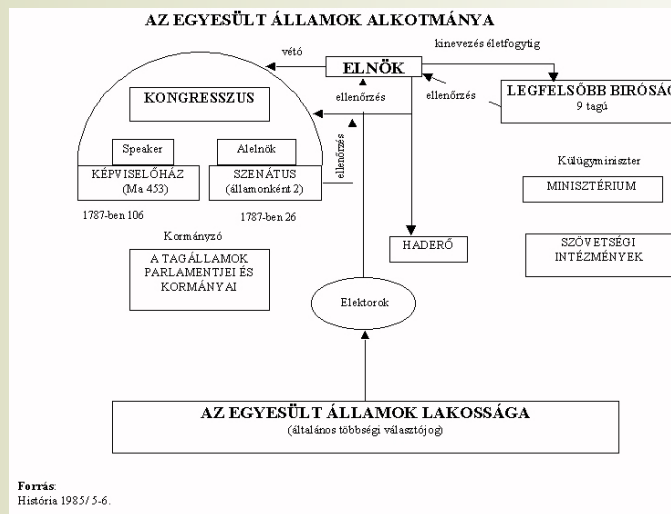 AZ EGYESÜLT ÁLLAMOK ALKOTMÁNYA
kinevezés életfogytig
vétó
ELNÖK
ellenőrzés
ellenőrzés
LEGFELSŐBB BIRÓSÁG
9 tagú
KONGRESSZUS
Speaker
Alelnök
ellenőrzés
KÉPVISELŐHÁZ
(Ma 453)
SZENÁTUS
(államonként 2)
1787-ben 106
1787-ben 26
Külügyminiszter
MINISZTÉRIUM
Kormányzó
A TAGÁLLAMOK
PARLAMENTJEI ÉS
KORMÁNYAI
HADERŐ
SZÖVETSÉGI
INTÉZMÉNYEK
Elektorok
AZ EGYESÜLT ÁLLAMOK LAKOSSÁGA
(általános többségi választójog)
Forrás:
História 1985/ 5-6.